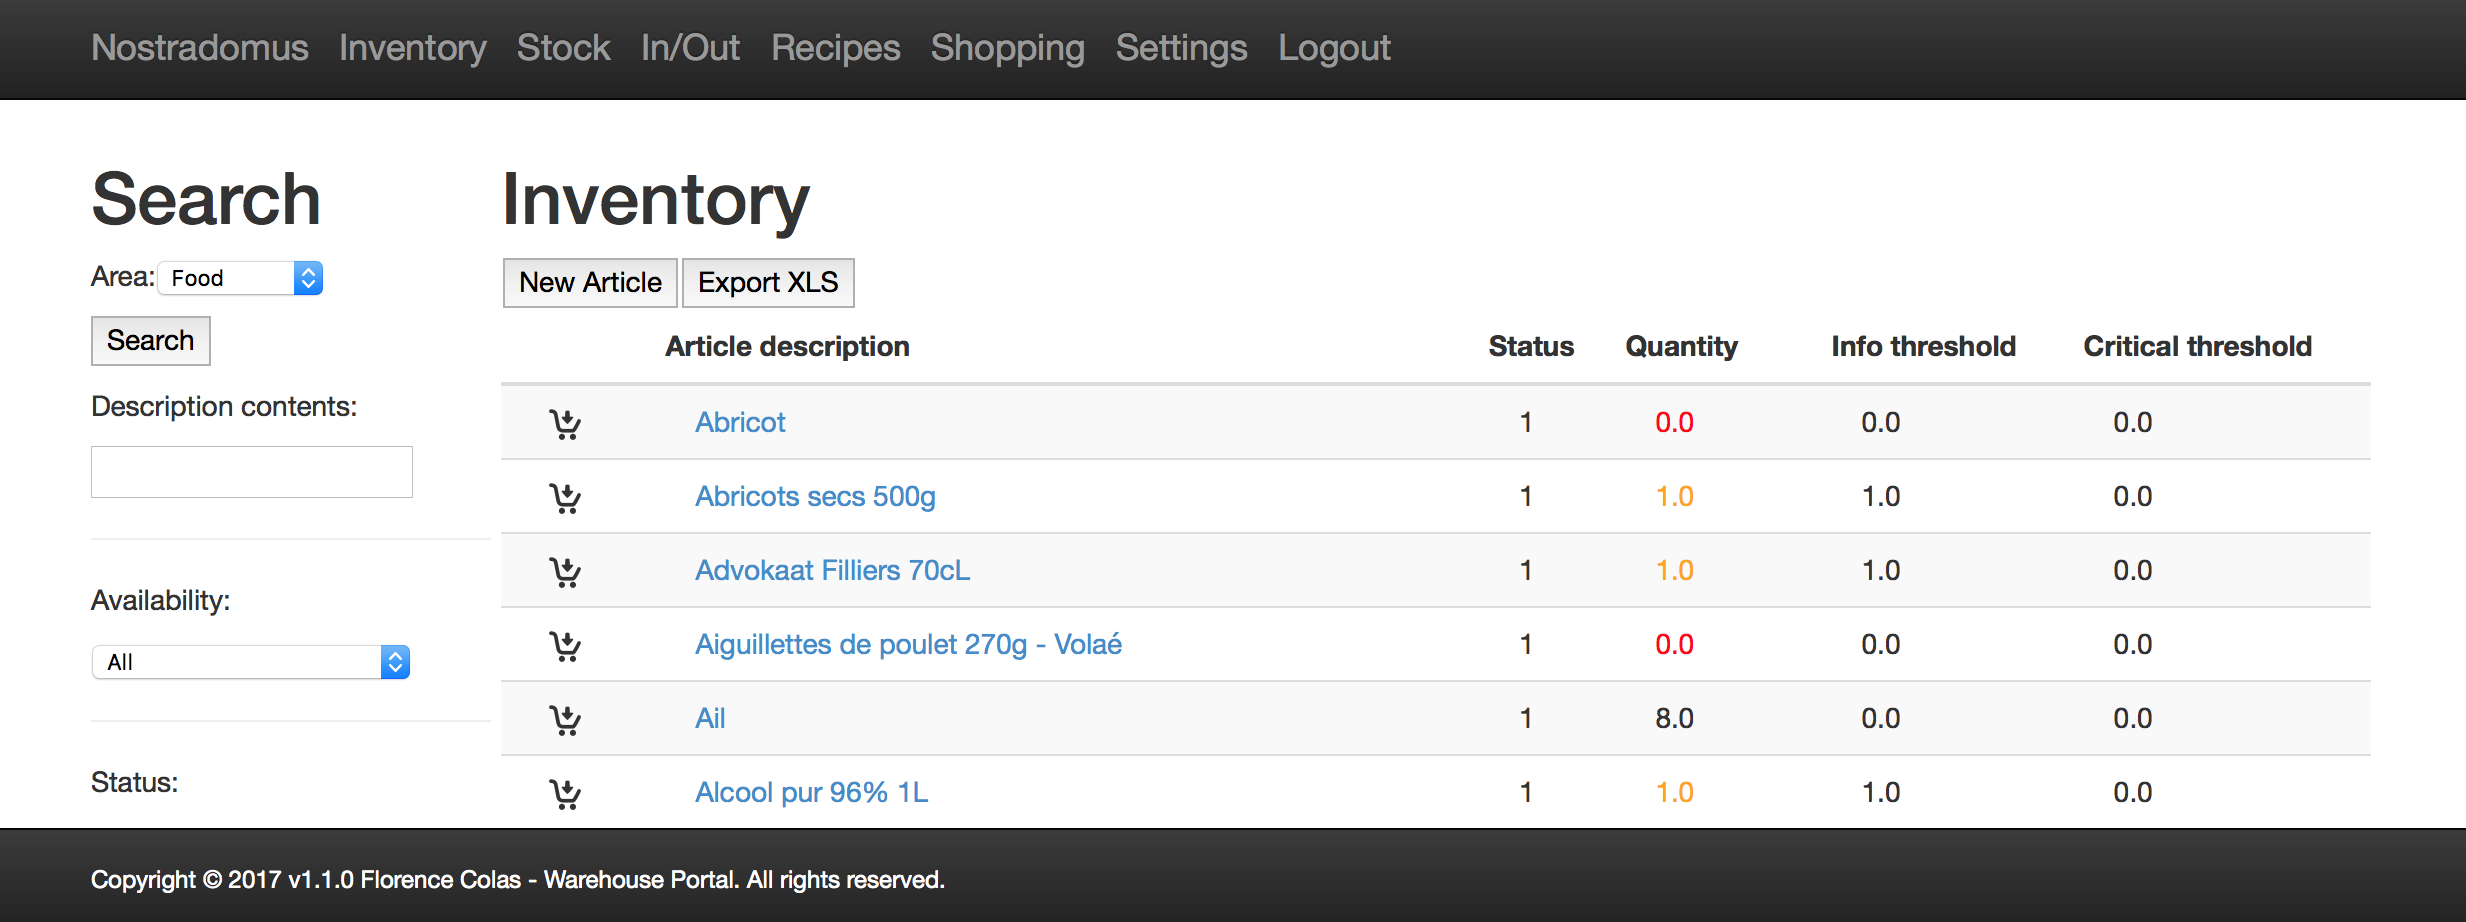 Nostradomus Inventory Stock In/Out Recipes Shopping Settings Logout
Search
Area: Food
Search
Description contents:
Availability:
All
Status:
Inventory
New Article Export XLS
Article description Status Quantity Info threshold Critical threshold
Abricot 1 0.0 0.0 0.0
Abricots secs 500g 1 1.0 1.0 0.0
Advokaat Filliers 70cL 1 1.0 1.0 0.0
Aiguillettes de poulet 270g - Volaé 1 0.0 0.0 0.0
Ail 1 8.0 0.0 0.0
Alcool pur 96% 1L 1 1.0 1.0 0.0
Copyright © 2017 v1.1.0 Florence Colas - Warehouse Portal. All rights reserved.